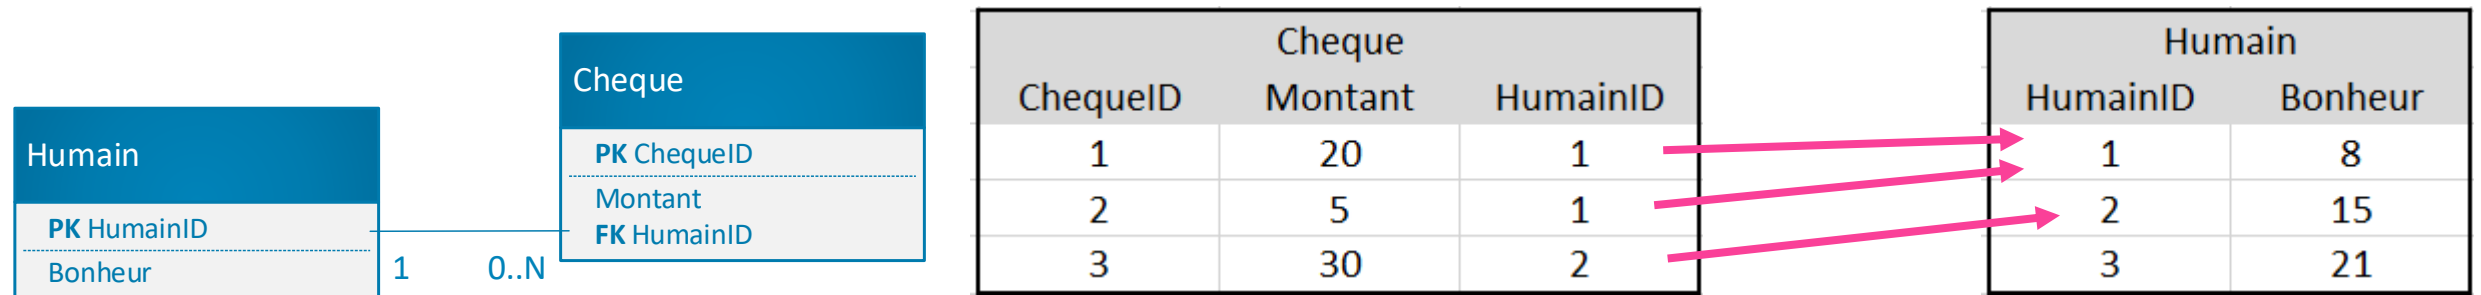 Humain
PK HumainID
Bonheur
1 0..N
Cheque
PK ChequeID
Montant
FK HumainID
Cheque
ChequeID Montant HumainID
1 20 1
2 5 1
3 30 2
Humain
HumainID Bonheur
1 8
2 15
3 21